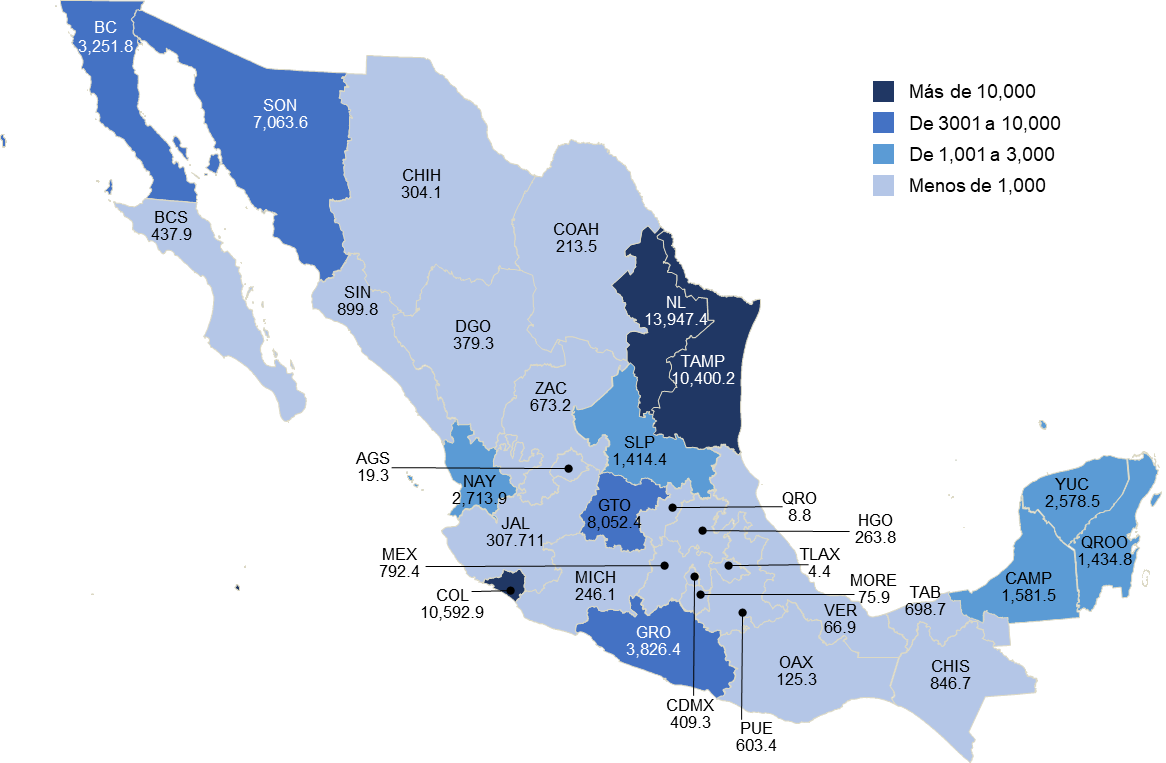 BC
3,251.8
SON
7,063.6
Más de 10,000
De 3001 a 10,000
De 1,001 a 3,000
Menos de 1,000
CHIH
304.1
BCS
437.9
COAH
213.5
SIN
899.8
NL
13,947.4
DGO
379.3
TAMP
10,400.2
ZAC
673.2
SLP
1,414.4
AGS
19.3
NAY
2,713.9
YUC
2,578.5
GTO
8,052.4
QRO
8.8
JAL
307.711
HGO
263.8
QROO
1,434.8
MEX
792.4
TLAX
4.4
MICH
246.1
MORE
75.9
CAMP
1,581.5
COL
10,592.9
TAB
698.7
VER
66.9
GRO
3,826.4
OAX
125.3
CHIS
846.7
CDMX
409.3
PUE
603.4